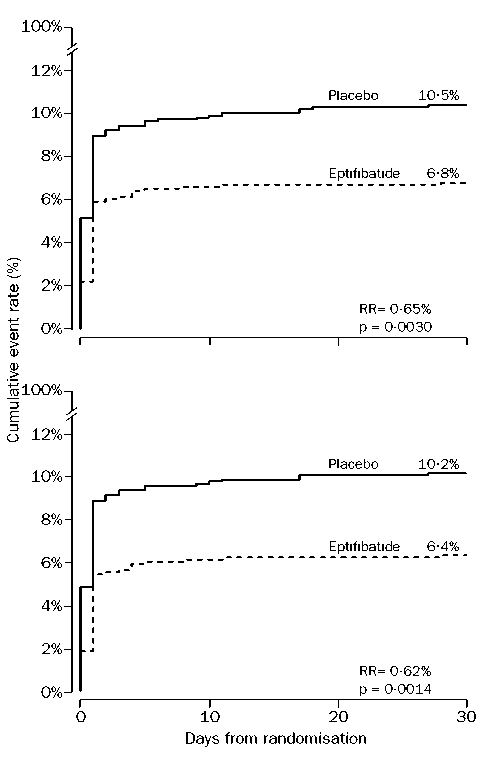 Cumulative event rate (%)
100%
12%
Placebo 10·5%
10%
8%
Eptifibatide 6·8%
6%
4%
2%
RR= 0·65%
0%
p = 0·0030
100%
12%
Placebo 10·2%
10%
8%
Eptifibatide 6·4%
6%
4%
2%
RR= 0·62%
0%
p = 0·0014
0 10 20 30
Days from randomisation